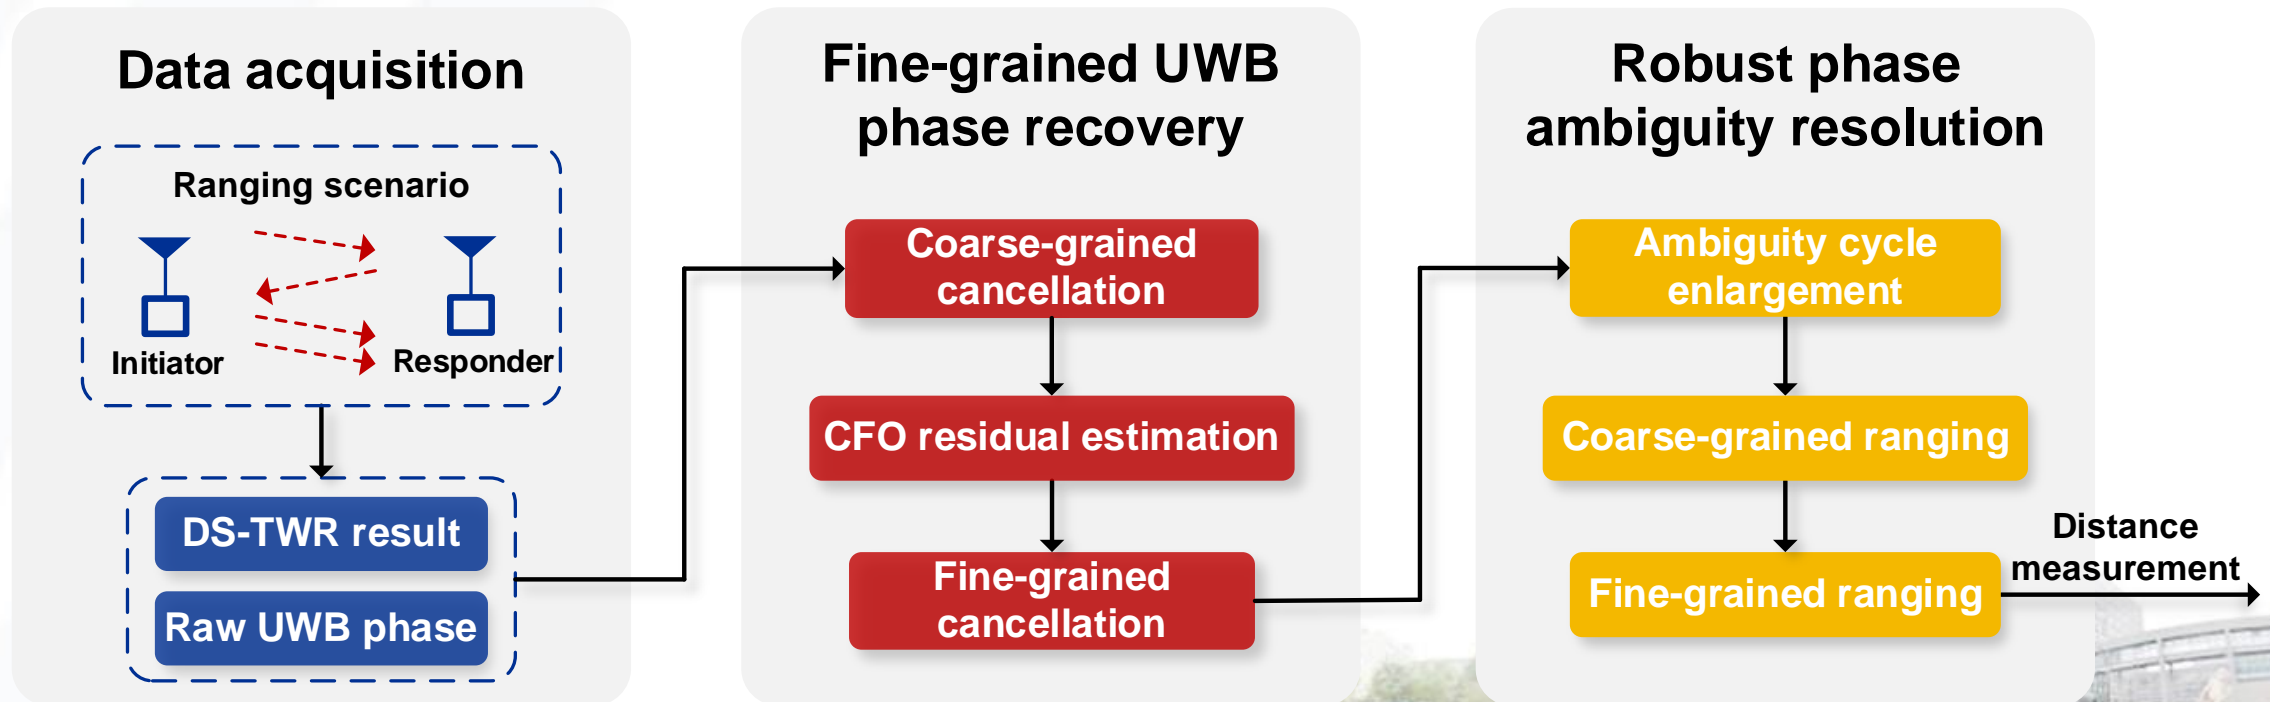 Data acquisition
Ranging scenario
Initiator
Responder
DS-TWR result
Raw UWB phase
Fine-grained UWB
phase recovery
Coarse-grained
cancellation
CFO residual estimation
Fine-grained
cancellation
Robust phase
ambiguity resolution
Ambiguity cycle
enlargement
Coarse-grained ranging
Fine-grained ranging
Distance
measurement